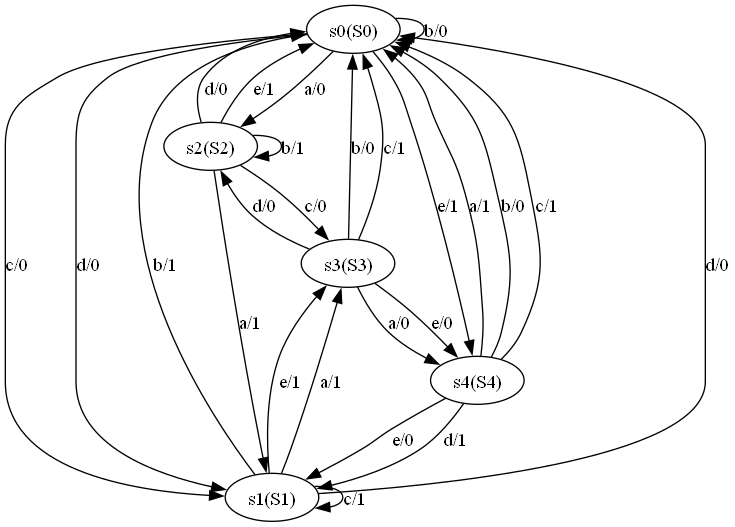 s0(S0)
b/0
d/0
e/1
a/0
s2(S2)
b/1
b/0
c/1
e/1
a/1
b/0
c/1
d/0
c/0
c/0
d/0
b/1
s3(S3)
d/0
a/1
a/0
e/0
e/1
a/1
s4(S4)
e/0
d/1
s1(S1)
c/1